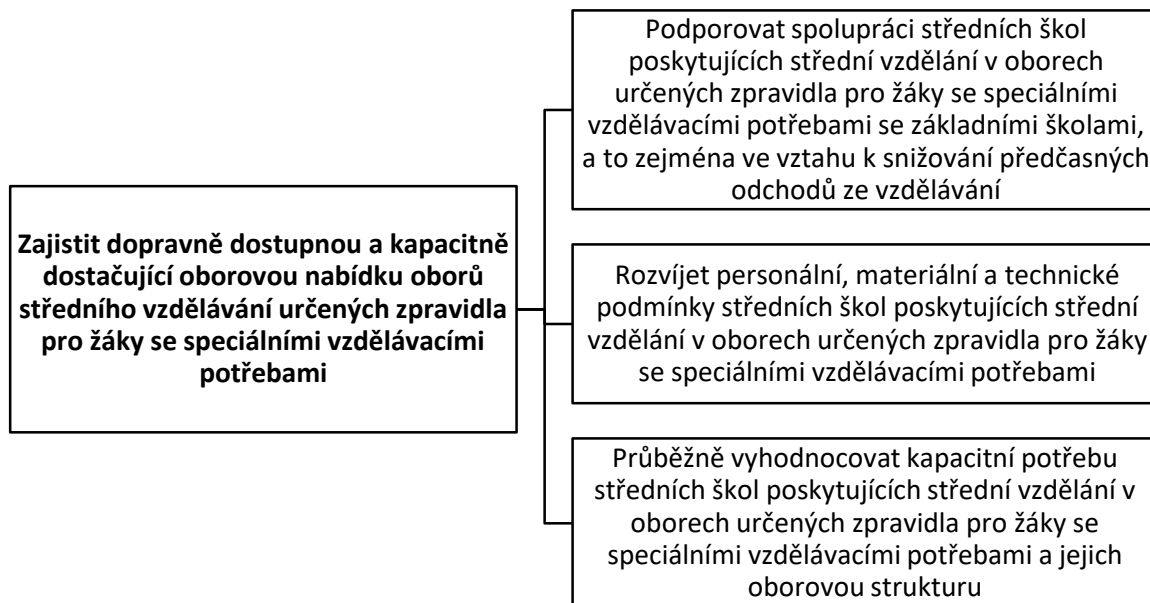 Zajistit dopravně dostupnou a kapacitně
dostačující oborovou nabídku oborů
středního vzdělávání určených zpravidla
pro žáky se speciálními vzdělávacími
potřebami
Podporovat spolupráci středních škol
poskytujících střední vzdělání v oborech
určených zpravidla pro žáky se speciálními
vzdělávacími potřebami se základními školami,
a to zejména ve vztahu k snižování předčasných
odchodů ze vzdělávání
Rozvíjet personální, materiální a technické
podmínky středních škol poskytujících střední
vzdělání v oborech určených zpravidla pro žáky
se speciálními vzdělávacími potřebami
Průběžně vyhodnocovat kapacitní potřebu
středních škol poskytujících střední vzdělání v
oborech určených zpravidla pro žáky se
speciálními vzdělávacími potřebami a jejich
oborovou strukturu